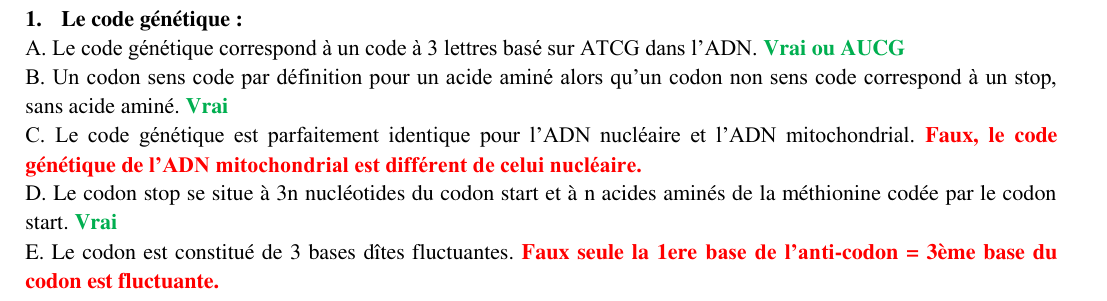 1. Le code génétique :
A. Le code génétique correspond à un code à 3 lettres basé sur ATCG dans l'ADN. Vrai ou AUCG
B. Un codon sens code par définition pour un acide aminé alors qu'un codon non sens code correspond à un stop,
sans acide aminé. Vrai
C. Le code génétique est parfaitement identique pour l'ADN nucléaire et l'ADN mitochondrial. Faux, le code
génétique de l'ADN mitochondrial est différent de celui nucléaire.
D. Le codon stop se situe à 3n nucléotides du codon start et à n acides aminés de la méthionine codée par le codon
start. Vrai
E. Le codon est constitué de 3 bases dîtes fluctuantes. Faux seule la 1ere base de l'anti-codon = 3ème base du
codon est fluctuante.